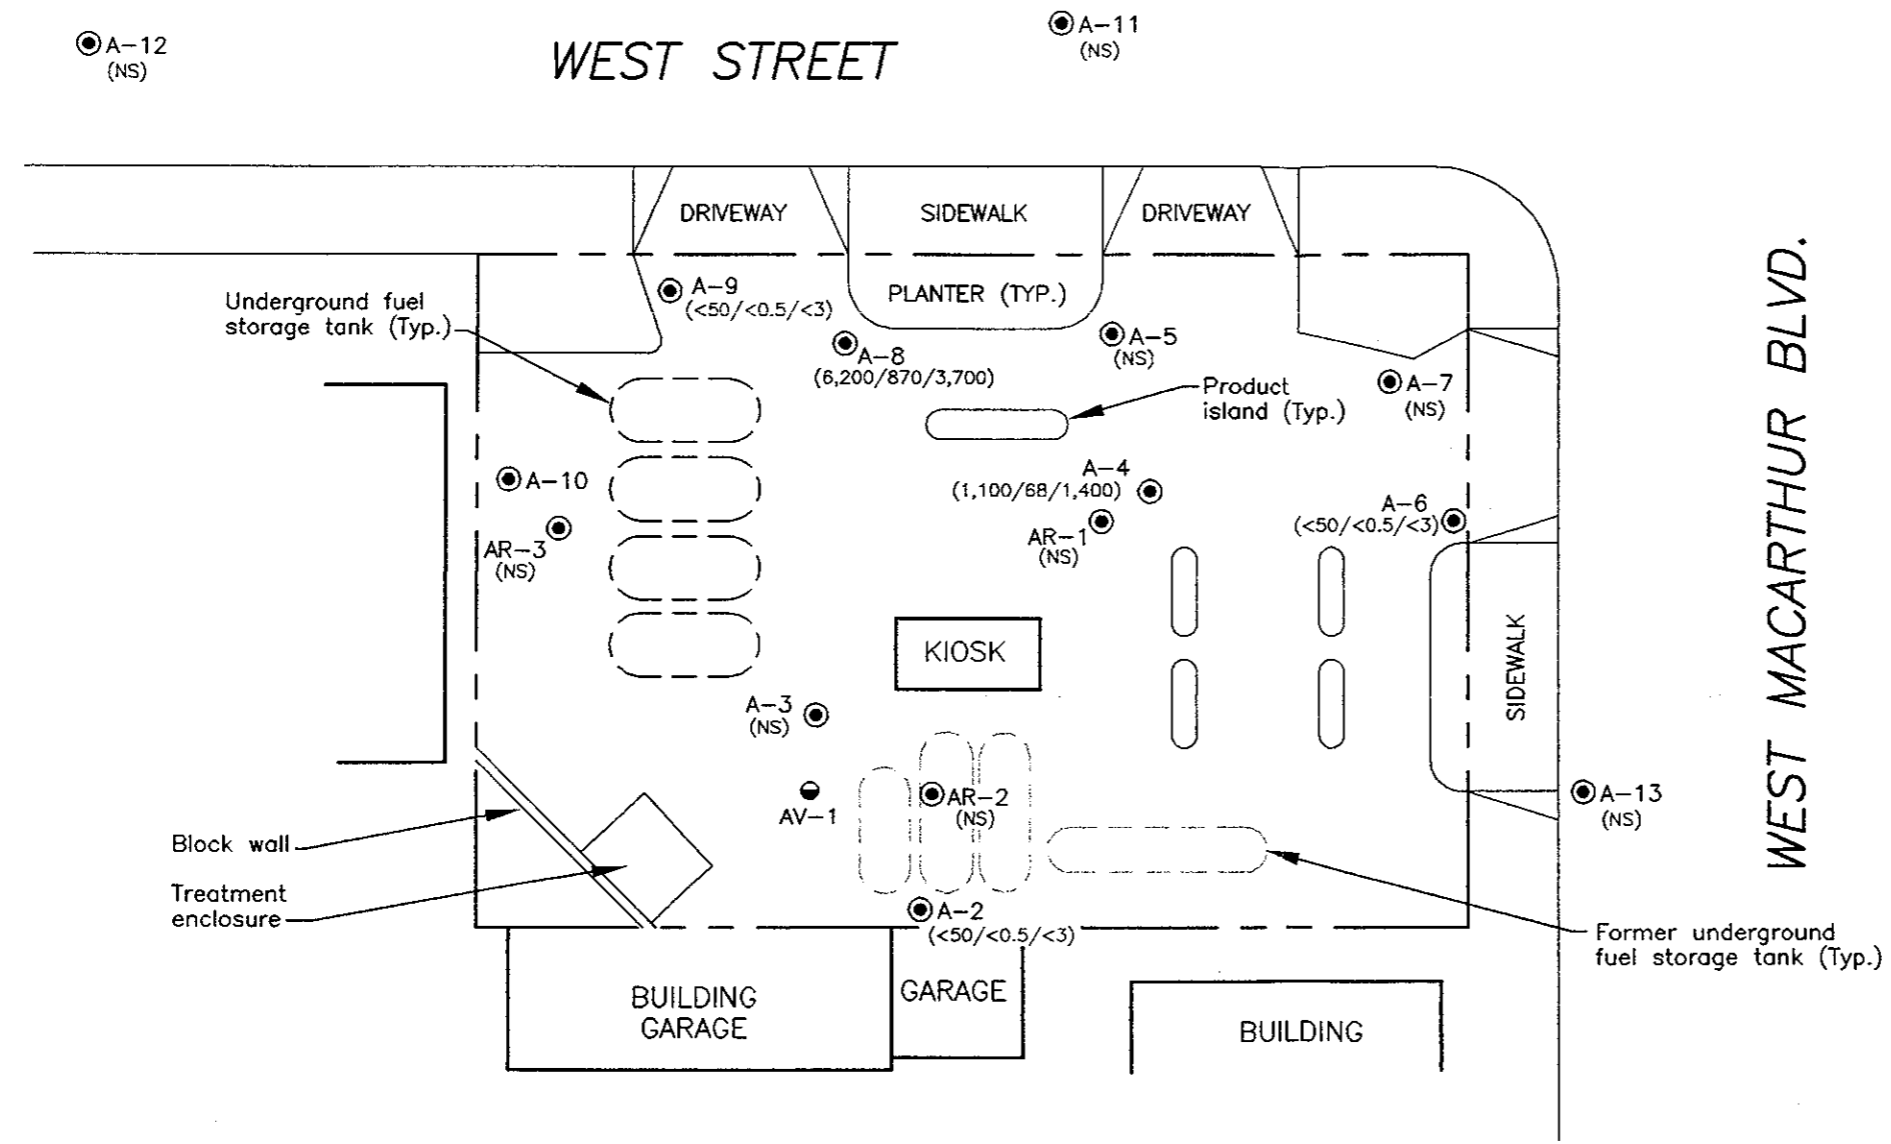 A-12
(NS)
WEST STREET
A-11
(NS)
DRIVEWAY
SIDEWALK
DRIVEWAY
PLANTER (TYP.)
Underground fuel
storage tank (Typ.)
A-9
(<50/<0.5/<3)
A-8
(6,200/870/3,700)
A-5
(NS)
Product
island (Typ.)
A-7
(NS)
A-10
AR-3
(NS)
A-4
(1,100/68/1,400)
AR-1
(NS)
A-6
(<50/<0.5/<3)
WEST MACARTHUR BLVD.
KIOSK
SIDEWALK
A-3
(NS)
AV-1
AR-2
(NS)
A-13
(NS)
Block wall
Treatment
enclosure
A-2
(<50/<0.5/<3)
Former underground
fuel storage tank (Typ.)
BUILDING
GARAGE
GARAGE
BUILDING